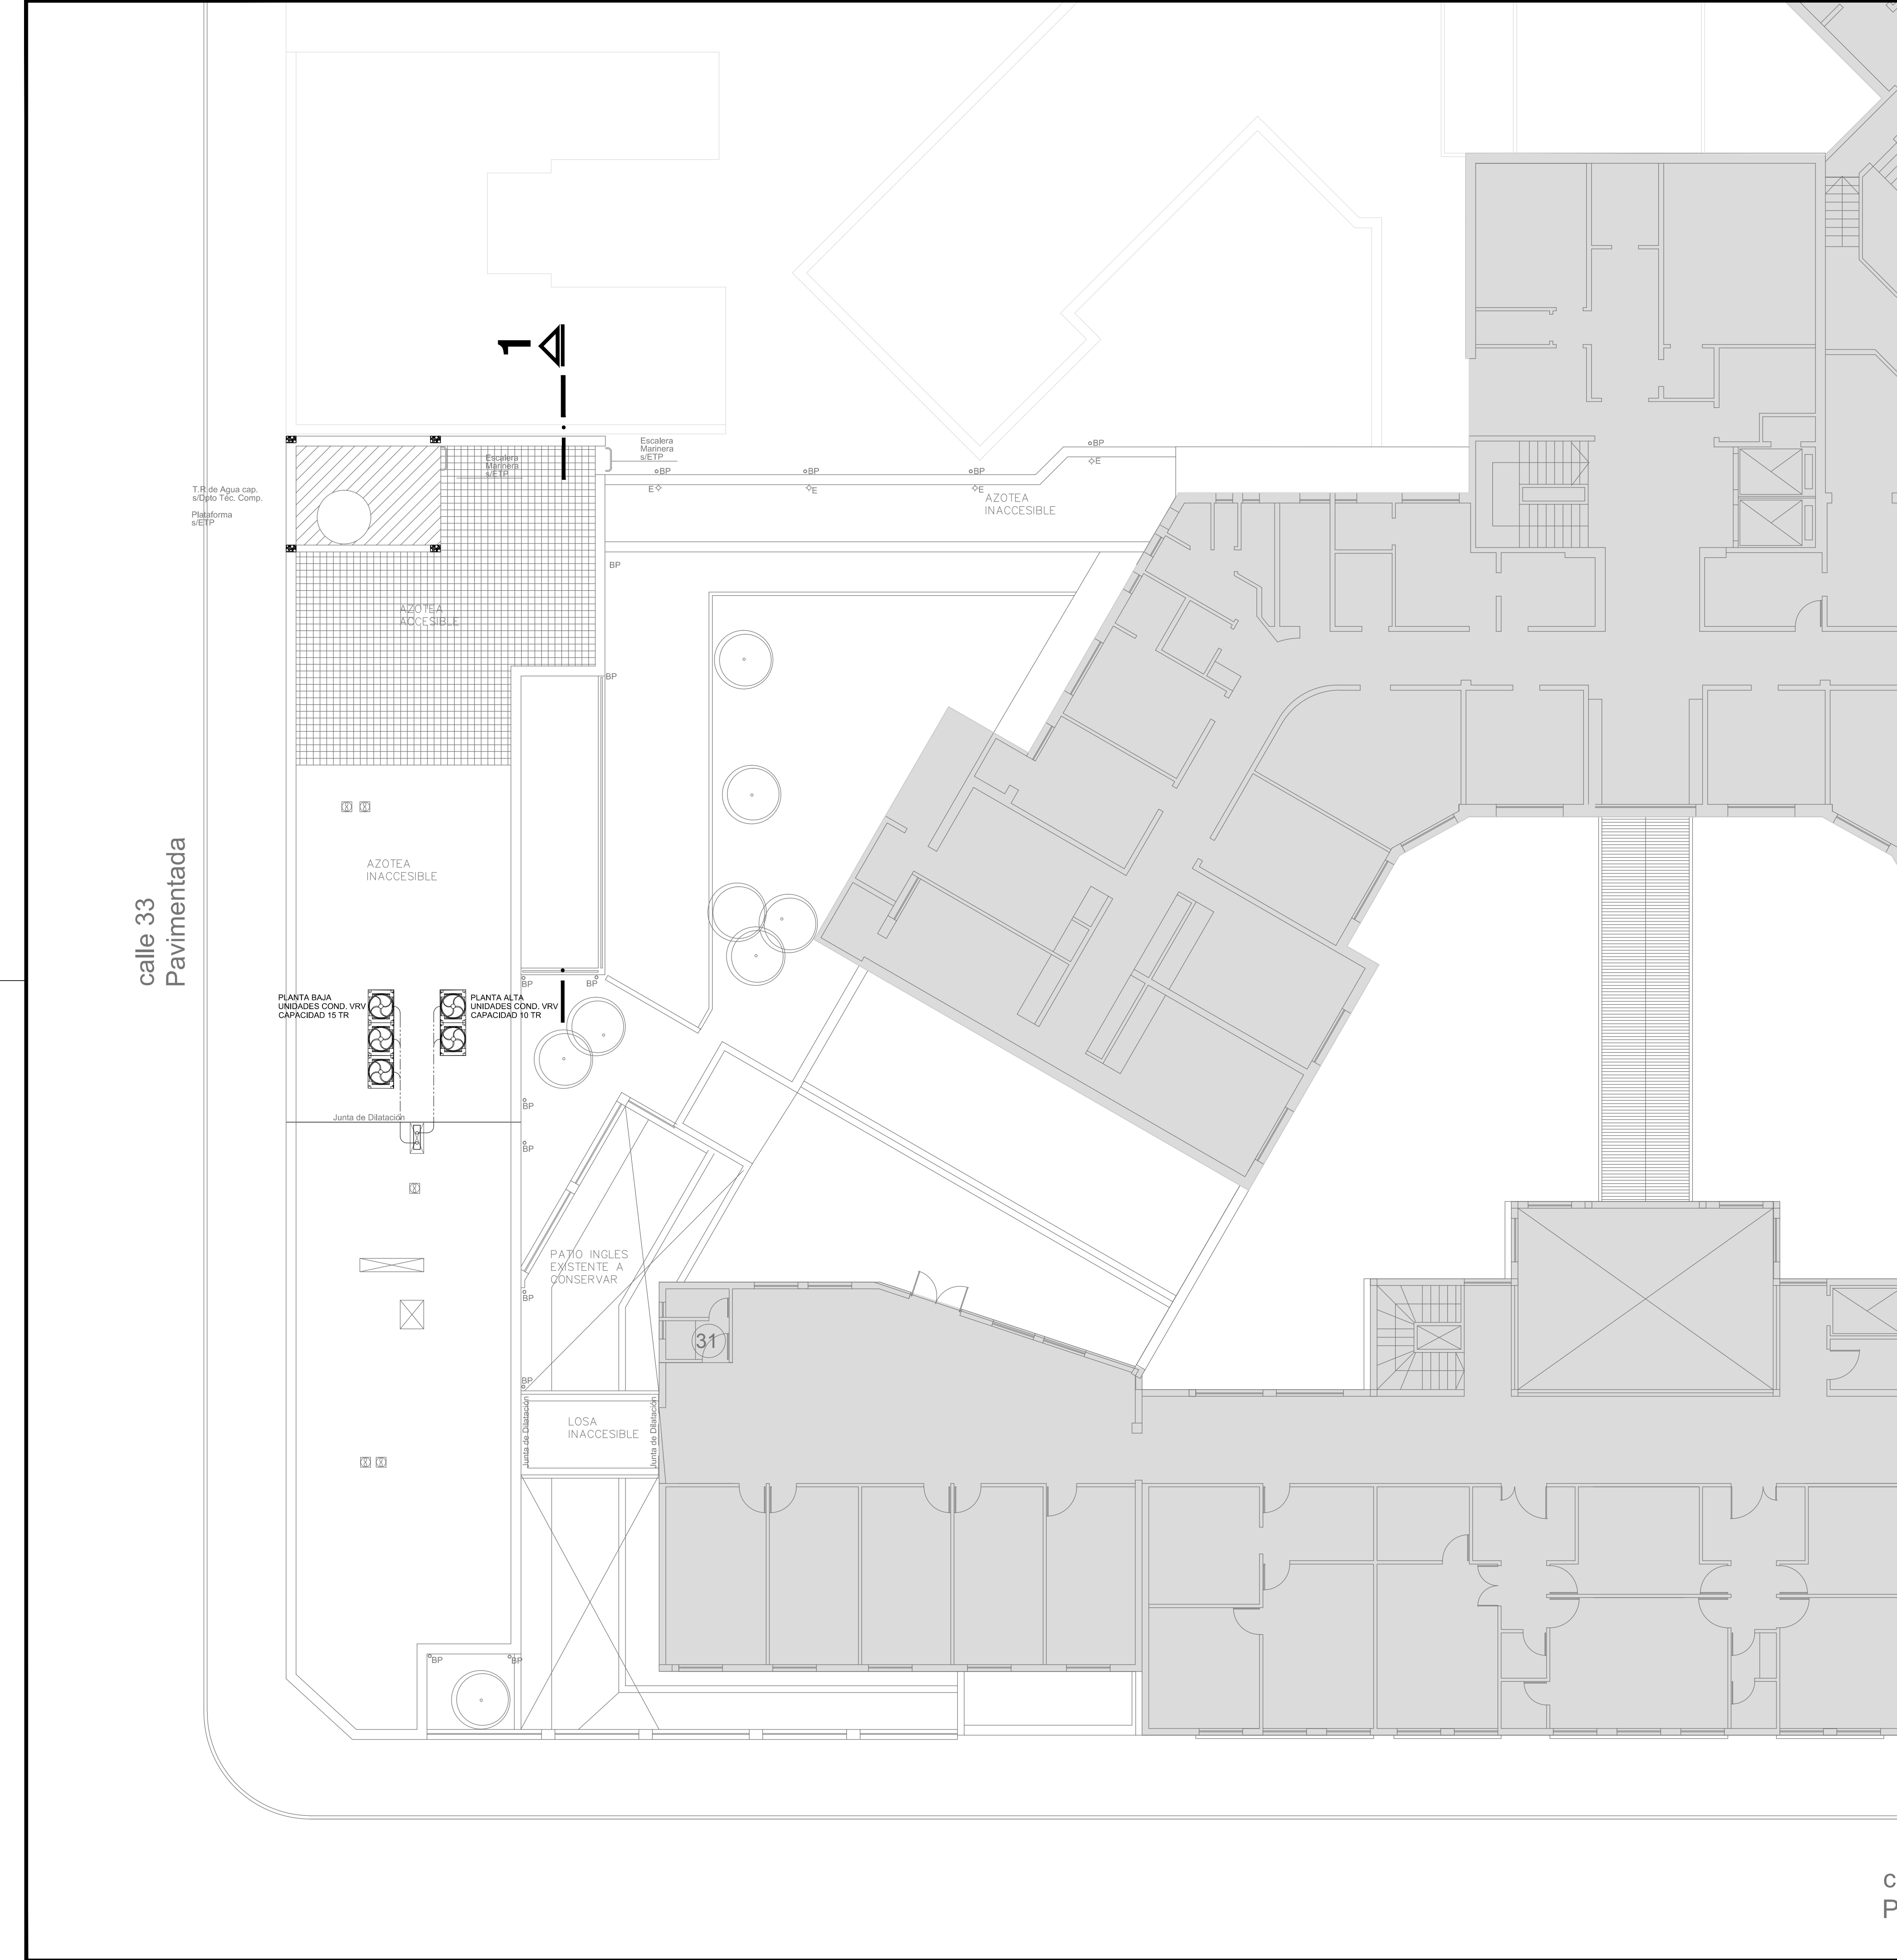 1
BP
Escalera
Marinera
s/ETP
BP
BP
BP
E
E
E
E
Escalera
Marinera
s/ETP
T.R de Agua cap.
s/Dpto Téc. Comp.
Plataforma
s/ETP
AZOTEA
INACCESIBLE
BP
AZOTEA
ACCESIBLE
BP
AZOTEA
INACCESIBLE
calle 33
Pavimentada
BP
BP
PLANTA BAJA
UNIDADES COND. VRV
CAPACIDAD 15 TR
PLANTA ALTA
UNIDADES COND. VRV
CAPACIDAD 10 TR
BP
Junta de Dilatación
BP
PATIO INGLES
EXISTENTE A
CONSERVAR
BP
31
BP
Junta de Dilatación
LOSA
INACCESIBLE
Junta de Dilatación
BP
BP
c
P